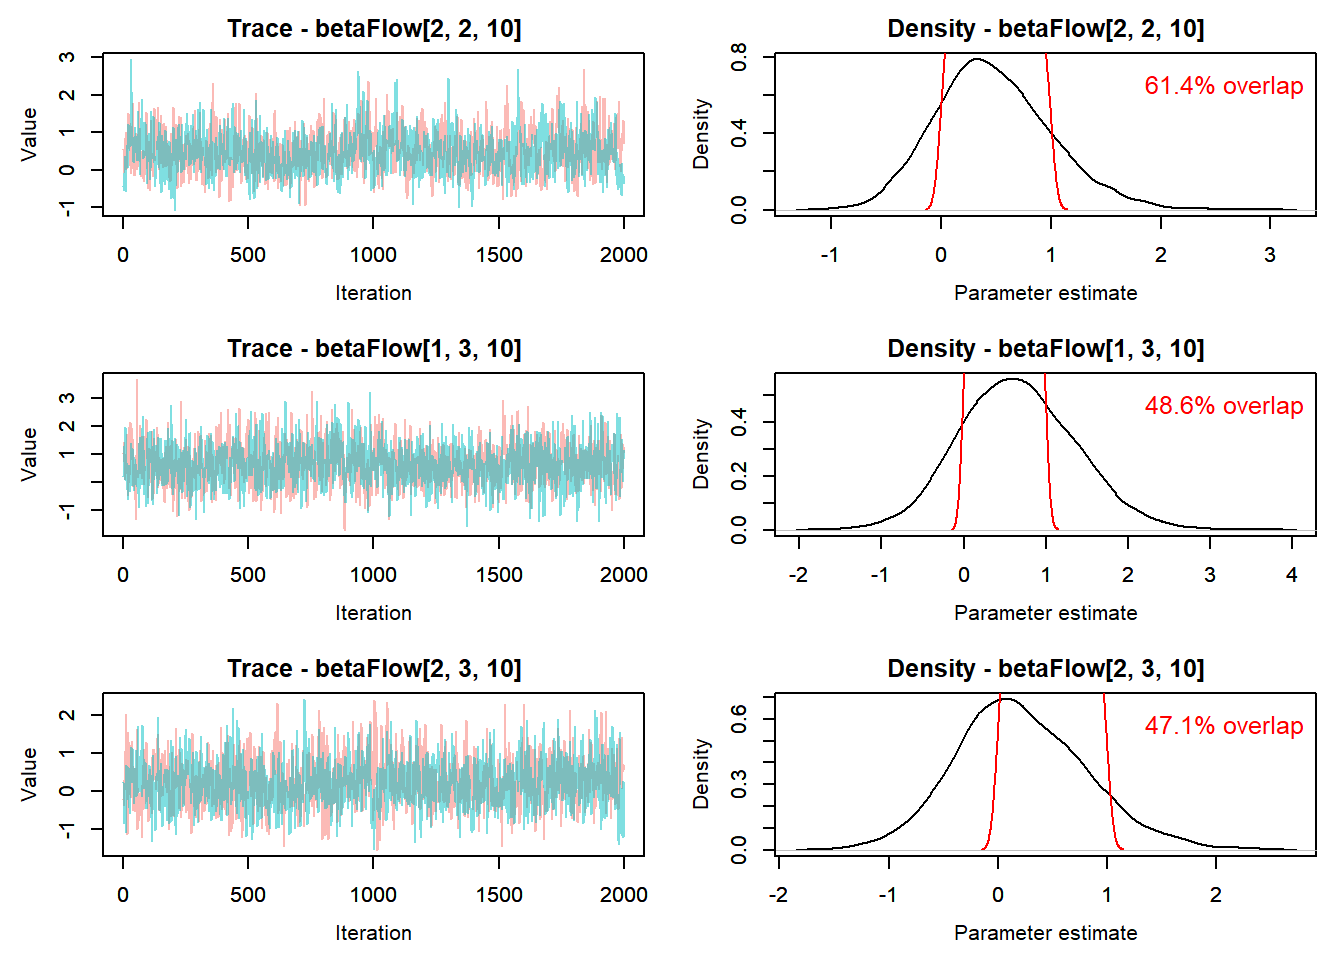 Trace - betaFlow[2, 2, 10]
Value
3
2
1
0
-1
0 500 1000 1500 2000
Iteration
Density - betaFlow[2, 2, 10]
Density
0.8
0.4
0.0
61.4% overlap
-1 0 1 2 3
Parameter estimate
Trace - betaFlow[1, 3, 10]
Value
3
2
1
-1
0 500 1000 1500 2000
Iteration
Density - betaFlow[1, 3, 10]
Density
0.4
0.2
0.0
48.6% overlap
-2 -1 0 1 2 3 4
Parameter estimate
Trace - betaFlow[2, 3, 10]
Value
2
1
0
-1
0 500 1000 1500 2000
Iteration
Density - betaFlow[2, 3, 10]
Density
0.6
0.3
0.0
47.1% overlap
-2 -1 0 1 2
Parameter estimate